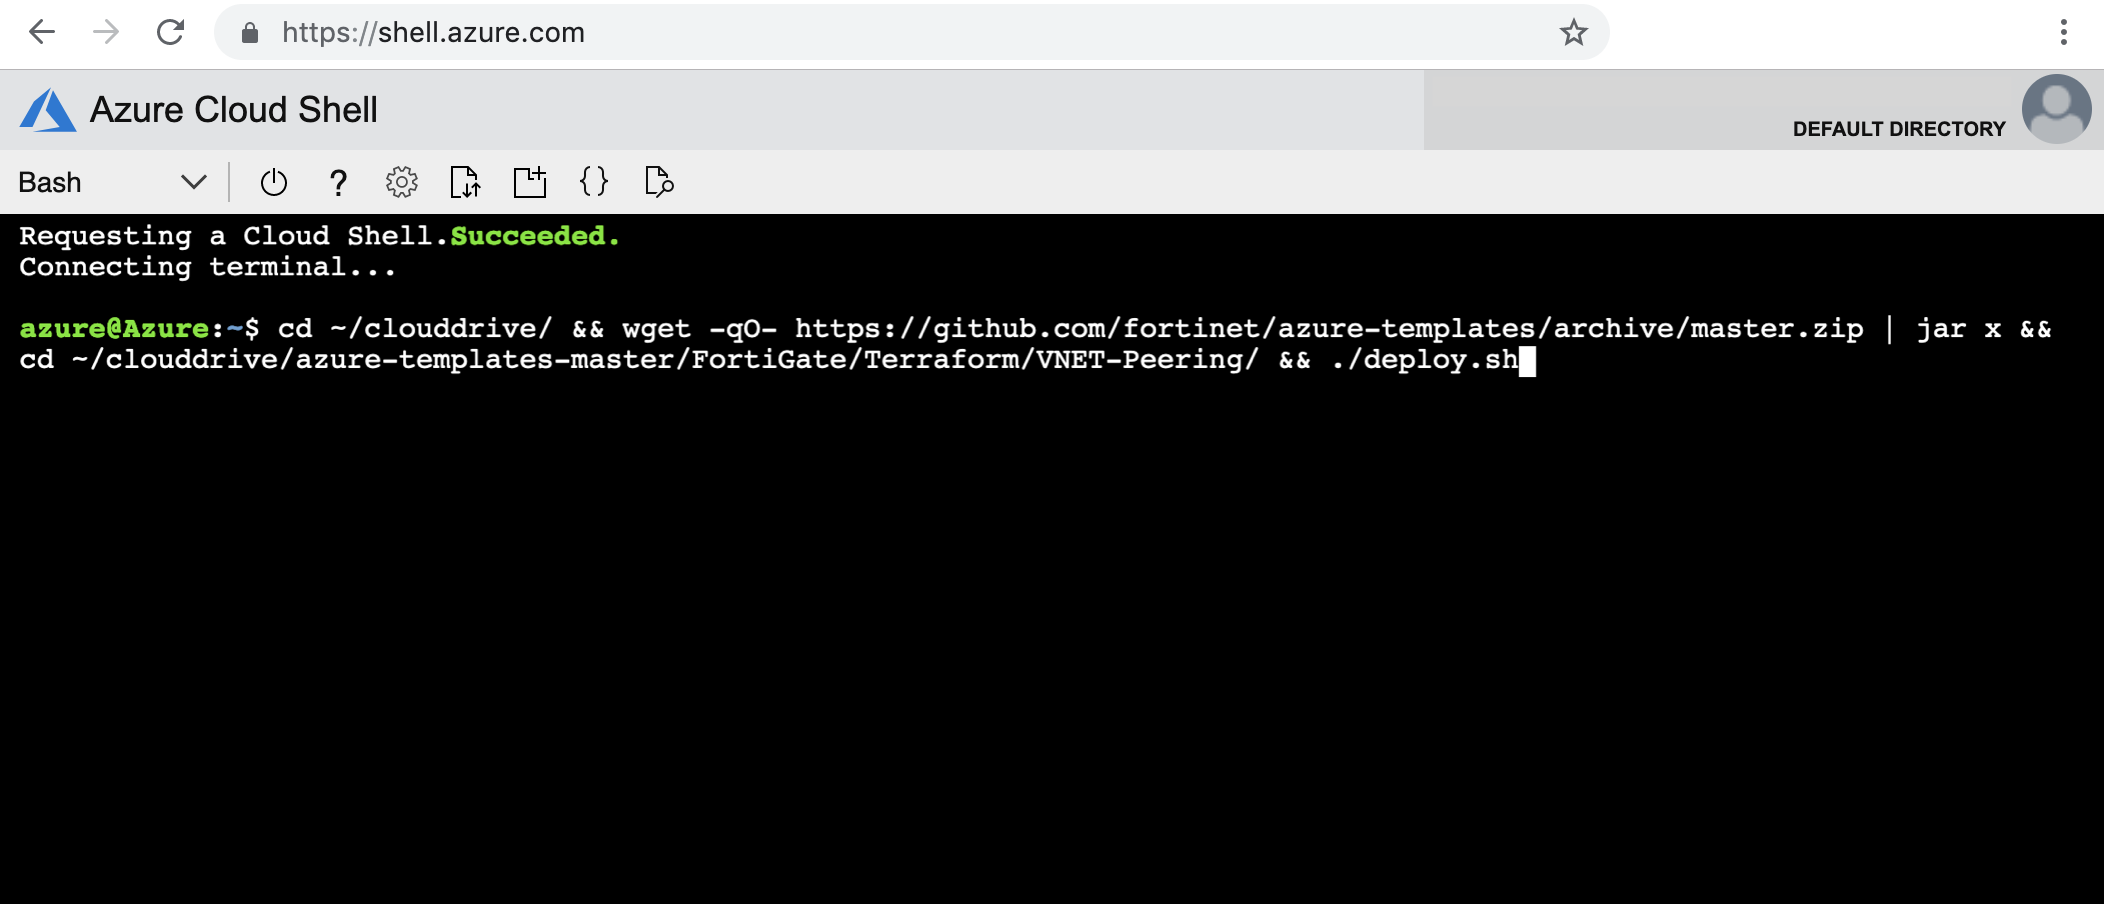 https://shell.azure.com
Azure Cloud Shell
DEFAULT DIRECTORY
Bash
?
{}
Requesting a Cloud Shell.Succeeded.
Connecting terminal...
azure@Azure:~$ cd ~/clouddrive/ && wget -qO- https://github.com/fortinet/azure-templates/archive/master.zip | jar x &&
cd ~/clouddrive/azure-templates-master/FortiGate/Terraform/VNET-Peering/ && ./deploy.sh